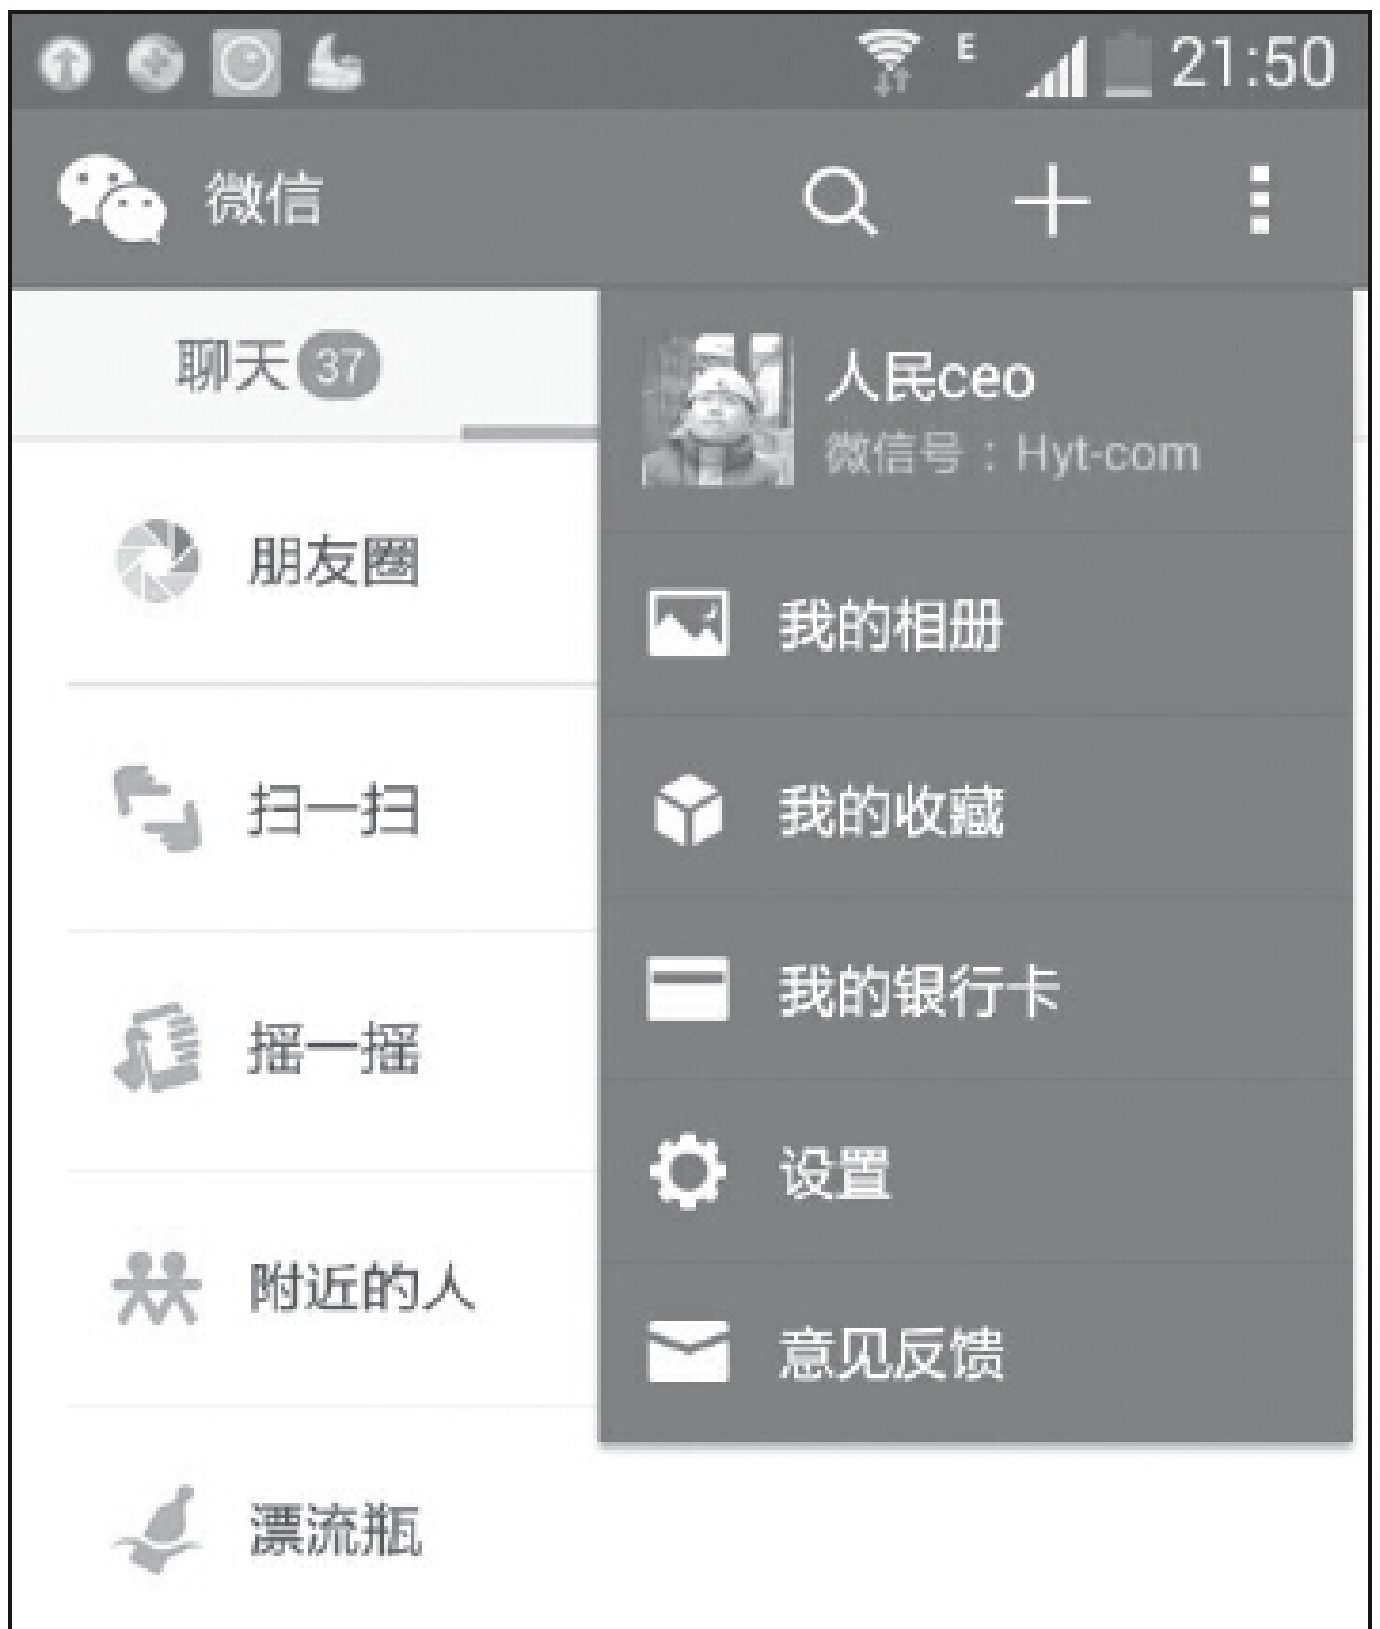 E 21:50
微信
聊天 37
人民ceo
微信号：Hyt-com
朋友圈
我的相册
扫一扫
我的收藏
摇一摇
我的银行卡
设置
附近的人
意见反馈
漂流瓶